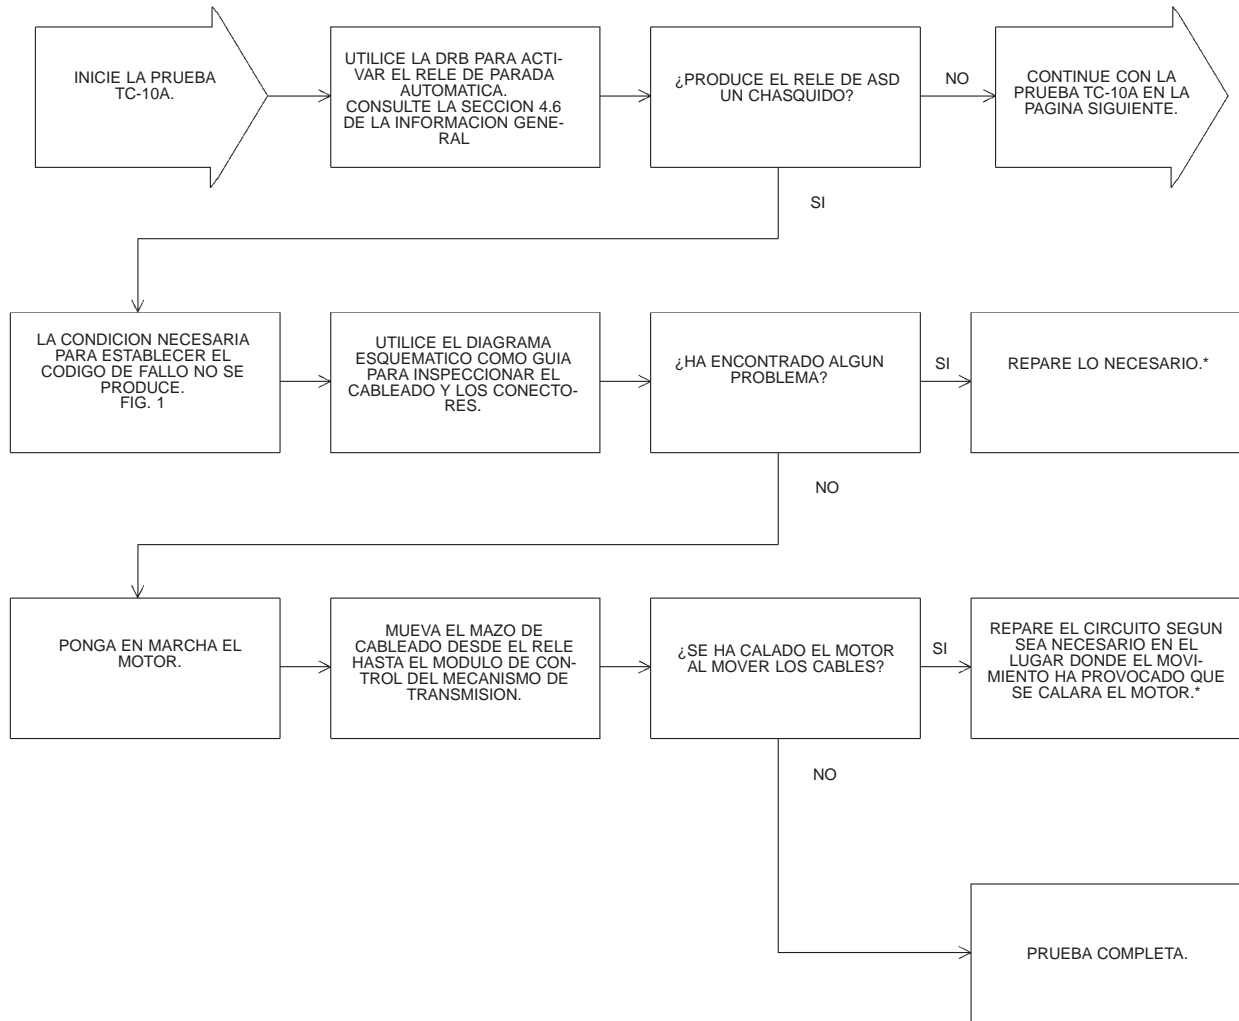 INICIE LA PRUEBA
TC-10A.
UTILICE LA DRB PARA ACTI-
VAR EL RELE DE PARADA
AUTOMATICA.
CONSULTE LA SECCION 4.6
DE LA INFORMACION GENE-
RAL
¿PRODUCE EL RELE DE ASD
UN CHASQUIDO?
NO
CONTINUE CON LA
PRUEBA TC-10A EN LA
PAGINA SIGUIENTE.
SI
LA CONDICION NECESARIA
PARA ESTABLECER EL
CODIGO DE FALLO NO SE
PRODUCE.
FIG. 1
UTILICE EL DIAGRAMA
ESQUEMATICO COMO GUIA
PARA INSPECCIONAR EL
CABLEADO Y LOS CONECTO-
RES.
¿HA ENCONTRADO ALGUN
PROBLEMA?
SI
REPARE LO NECESARIO.*
NO
PONGA EN MARCHA EL
MOTOR.
MUEVA EL MAZO DE
CABLEADO DESDE EL RELE
HASTA EL MODULO DE CON-
TROL DEL MECANISMO DE
TRANSMISION.
¿SE HA CALADO EL MOTOR
AL MOVER LOS CABLES?
SI
REPARE EL CIRCUITO SEGUN
SEA NECESARIO EN EL
LUGAR DONDE EL MOVI-
MIENTO HA PROVOCADO QUE
SE CALARA EL MOTOR.*
NO
PRUEBA COMPLETA.